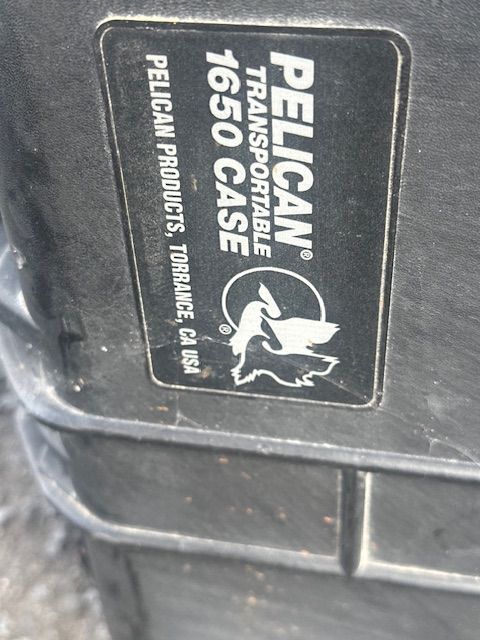 PELICAN®
TRANSPORTABLE
1650 CASE
PELICAN PRODUCTS, TORRANCE, CA USA
®